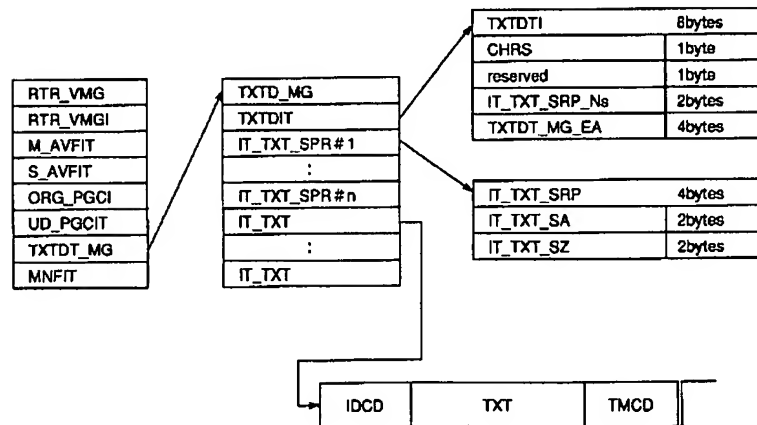 RTR_VMG
RTR_VMGI
M_AVFIT
S_AVFIT
ORG_PGCI
UD_PGCIT
TXTDT_MG
MNFIT
TXTD_MG
TXTDIT
IT_TXT_SPR#1
:
IT_TXT_SPR#n
IT_TXT
:
IT_TXT
TXTDTI 8bytes
CHRS 1byte
reserved 1byte
IT_TXT_SRP_Ns 2bytes
TXTDT_MG_EA 4bytes
IT_TXT_SRP 4bytes
IT_TXT_SA 2bytes
IT_TXT_SZ 2bytes
IDCD TXT TMCD